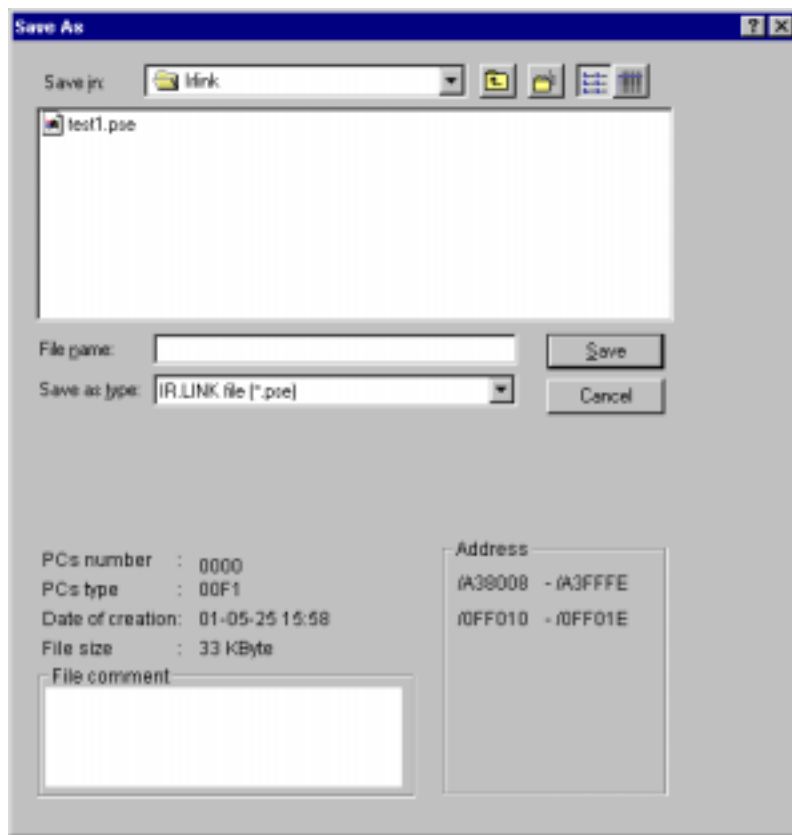 Save As
Save in: Irlink
test1.pse
File name:
Save
Save as type: IR.LINK file (*.pse)
Cancel
PCs number : 0000
PCs type : 00F1
Date of creation: 01-05-25 15:58
File size : 33 KByte
File comment
Address
/A38008 - /A3FFFE
/0FF010 - /0FF01E